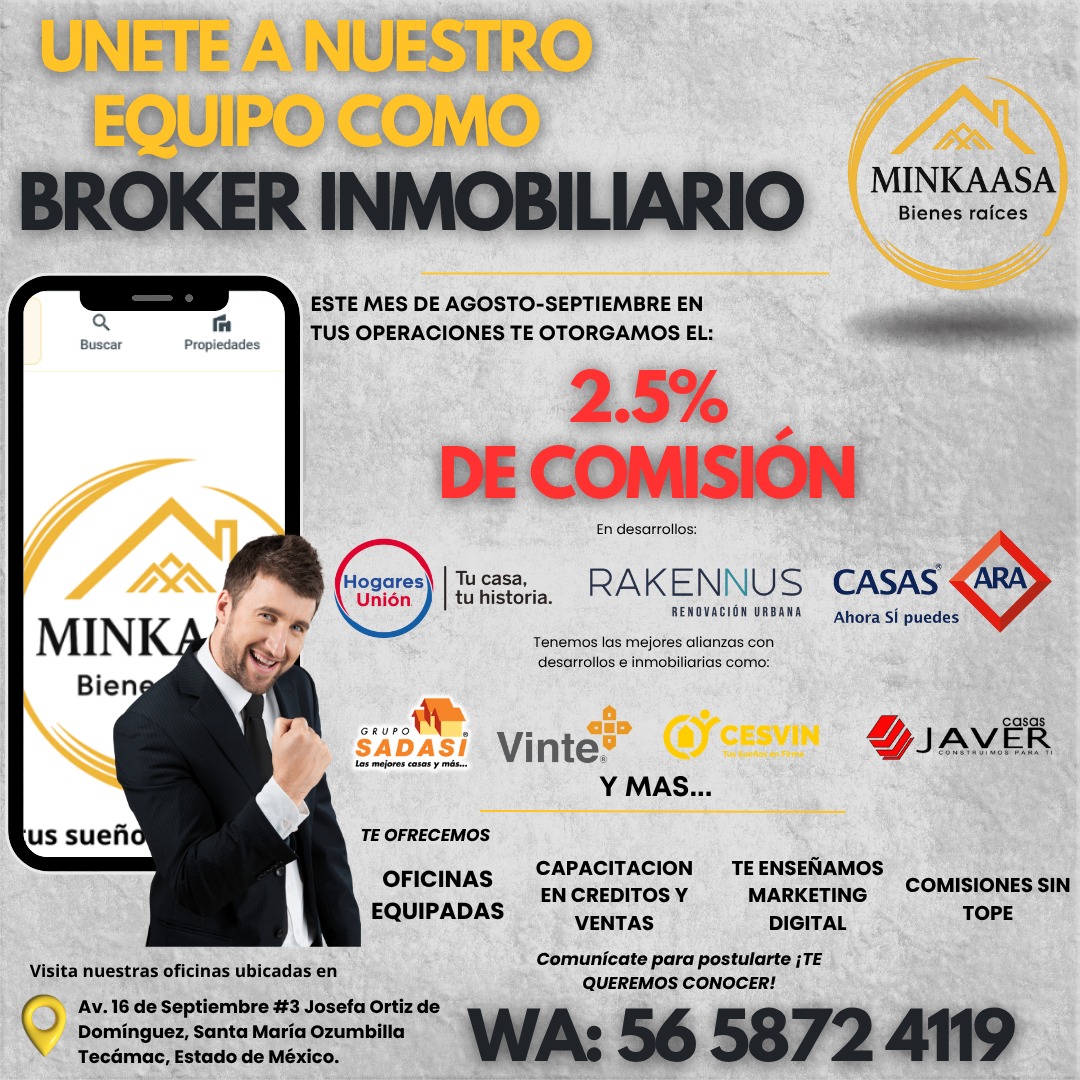 UNETE A NUESTRO
EQUIPO COMO
BROKER INMOBILIARIO
MINKAASA
Bienes raíces
Buscar
Propiedades
MINKA
Biene
tus sueño
ESTE MES DE AGOSTO-SEPTIEMBRE EN
TUS OPERACIONES TE OTORGAMOS EL:
2.5%
DE COMISIÓN
En desarrollos:
Hogares
Unión
Tu casa,
tu historia.
RAKENNUS
RENOVACIÓN URBANA
CASAS®
ARA
Ahora SÍ puedes
Tenemos las mejores alianzas con
desarrollos e inmobiliarias como:
GRUPO
SADASI®
Las mejores casas y más...
Vinte®
CESVIN
Tus Sueños en Firme
casas
JAVER
CONSTRUIMOS PARA TI
Y MAS...
TE OFRECEMOS
OFICINAS
EQUIPADAS
CAPACITACION
EN CREDITOS Y
VENTAS
TE ENSEÑAMOS
MARKETING
DIGITAL
COMISIONES SIN
TOPE
Comunícate para postularte ¡TE
QUEREMOS CONOCER!
Visita nuestras oficinas ubicadas en
Av. 16 de Septiembre #3 Josefa Ortiz de
Domínguez, Santa María Ozumbilla
Tecámac, Estado de México.
WA: 56 5872 4119